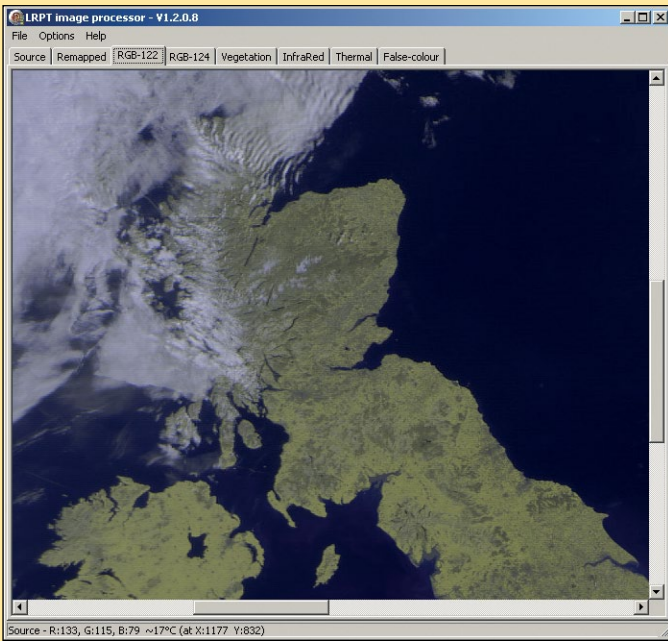 LRPT image processor - V1.2.0.8
File Options Help
Source Remapped RGB-122 RGB-124 Vegetation InfraRed Thermal False-colour
Source - R:133, G:115, B:79 ~17°C (at X:1177 Y:832)